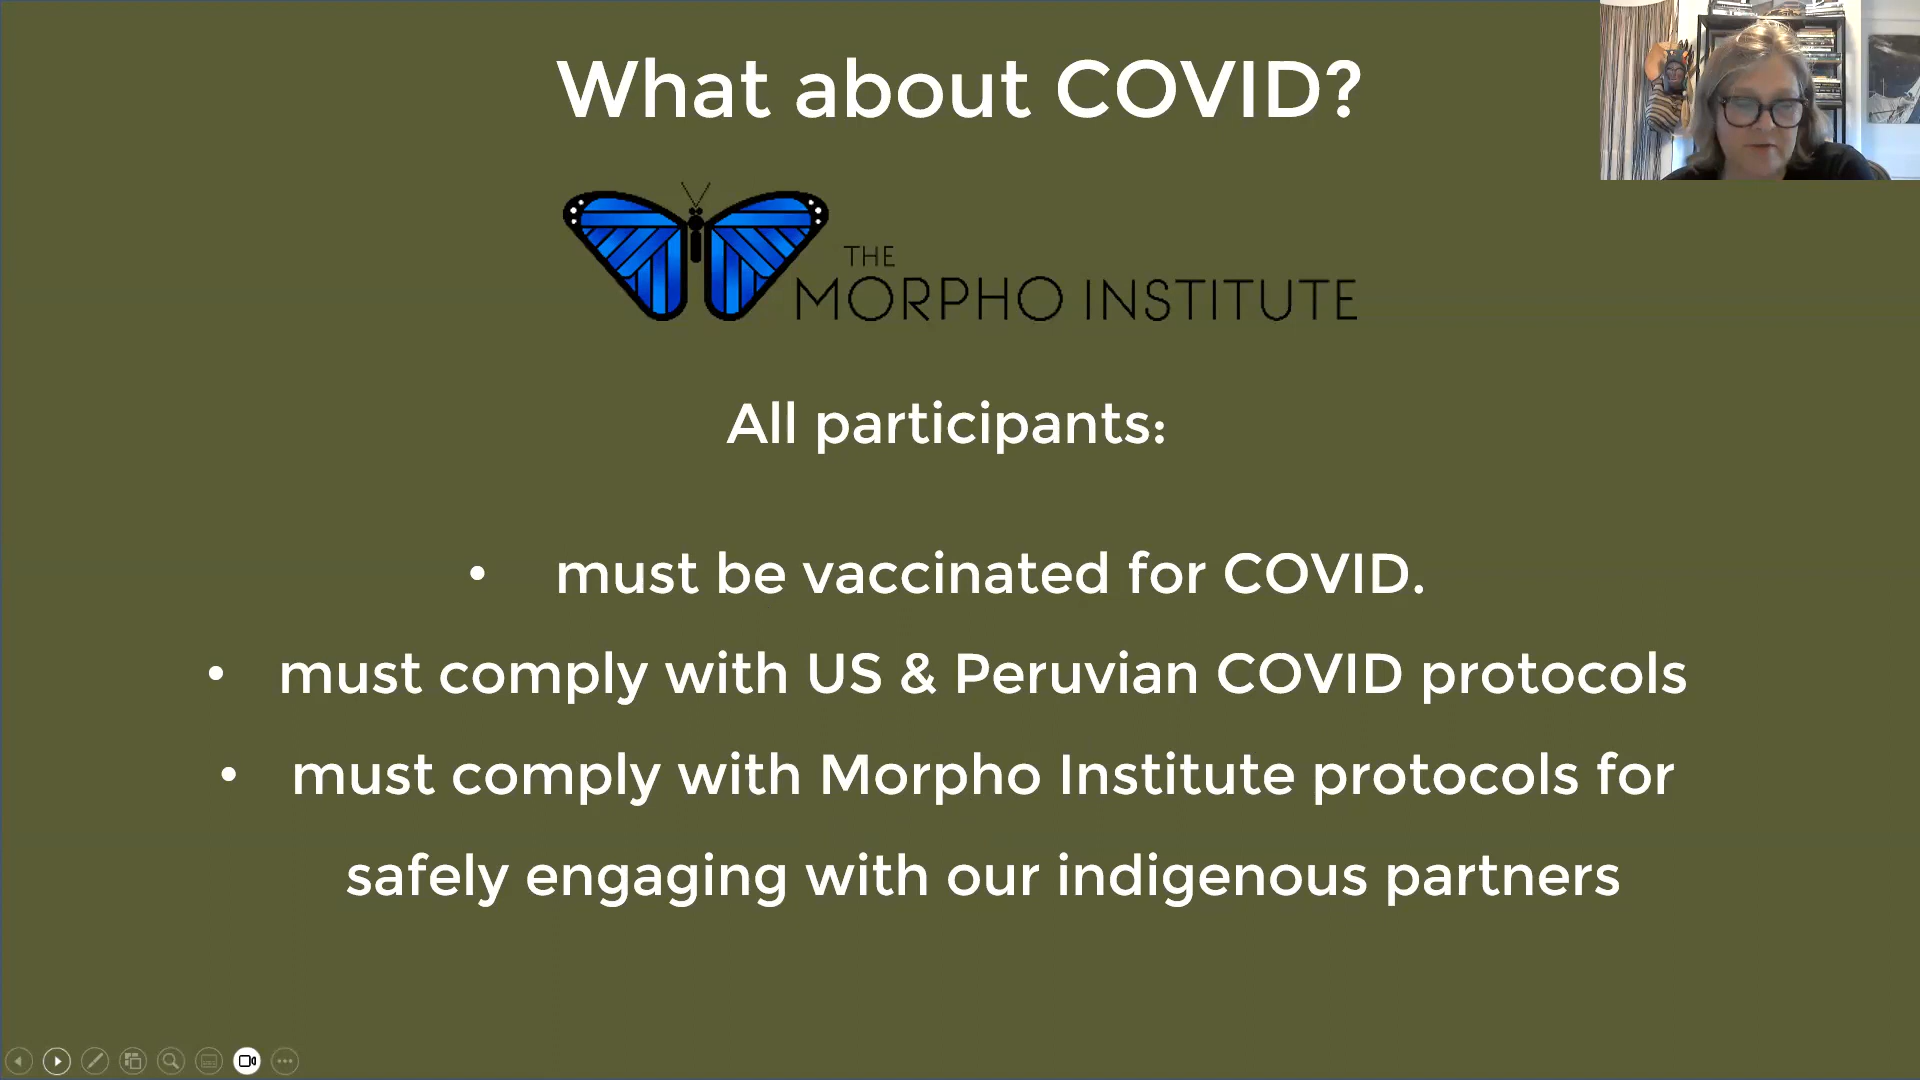 What about COVID?
THE
MORPHO INSTITUTE
All participants:
• must be vaccinated for COVID.
• must comply with US & Peruvian COVID protocols
• must comply with Morpho Institute protocols for
safely engaging with our indigenous partners